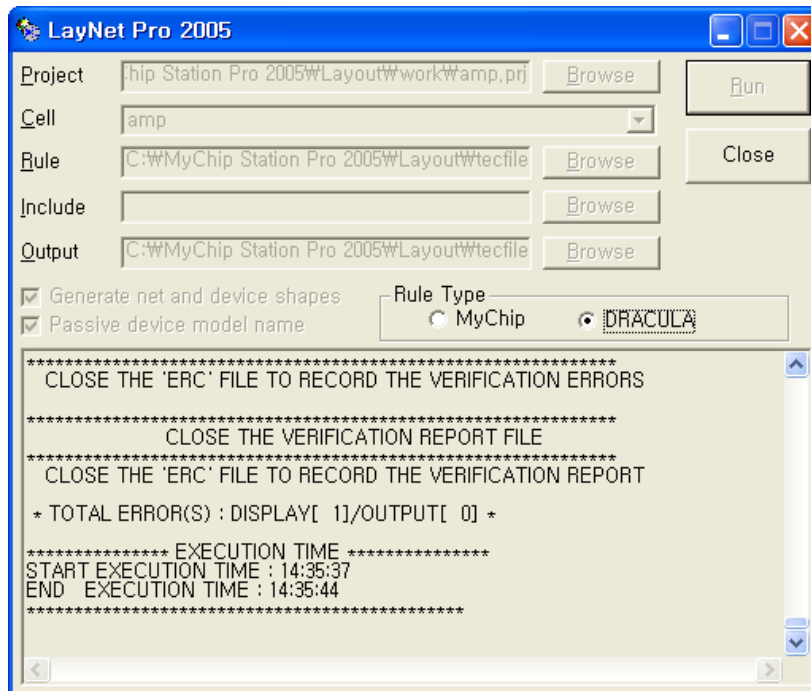 LayNet Pro 2005
Project :hip Station Pro 2005₩Layout₩work₩amp.prj Browse Run
Cell amp
Rule C:₩MyChip Station Pro 2005₩Layout₩tecfile Browse Close
Include Browse
Output C:₩MyChip Station Pro 2005₩Layout₩tecfile Browse
Generate net and device shapes
Passive device model name
Rule Type
MyChip DRACULA
***************************************************************
CLOSE THE 'ERC' FILE TO RECORD THE VERIFICATION ERRORS
***************************************************************
CLOSE THE VERIFICATION REPORT FILE
***************************************************************
CLOSE THE 'ERC' FILE TO RECORD THE VERIFICATION REPORT
* TOTAL ERROR(S) : DISPLAY[ 1]/OUTPUT[ 0] *
*************** EXECUTION TIME ***************
START EXECUTION TIME : 14:35:37
END EXECUTION TIME : 14:35:44
***********************************************